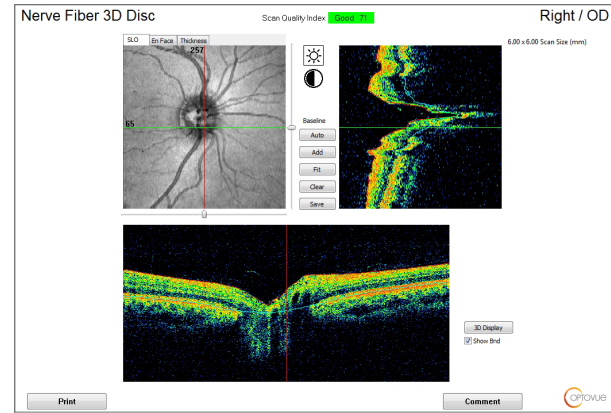 Nerve Fiber 3D Disc
Scan Quality Index Good 71
Right / OD
SLO En Face Thickness
6.00 x 6.00 Scan Size (mm)
257
65
Baseline
Auto
Add
Fit
Clear
Save
3D Display
Show Bnd
Print
Comment
OPTOVUE